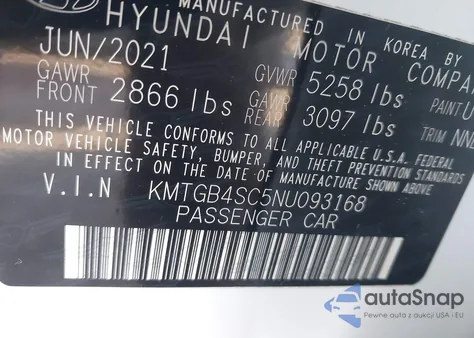 MANUFACTURED IN KOREA BY
HYUNDAI MOTOR
JUN/2021 GVWR 5258 lbs PAINT
GAWR FRONT 2866 lbs GAWR REAR 3097 lbs TRIM
THIS VEHICLE CONFORMS TO ALL APPLICABLE U.S.A. FEDERAL
MOTOR VEHICLE SAFETY, BUMPER, AND THEFT PREVENTION STANDARDS
IN EFFECT ON THE DATE OF MANUFACTURE SHOWN ABOVE
V.I.N KMTGB4SC5NU093168
PASSENGER CAR
autaSnap
Pewne auta z aukcji USA i EU